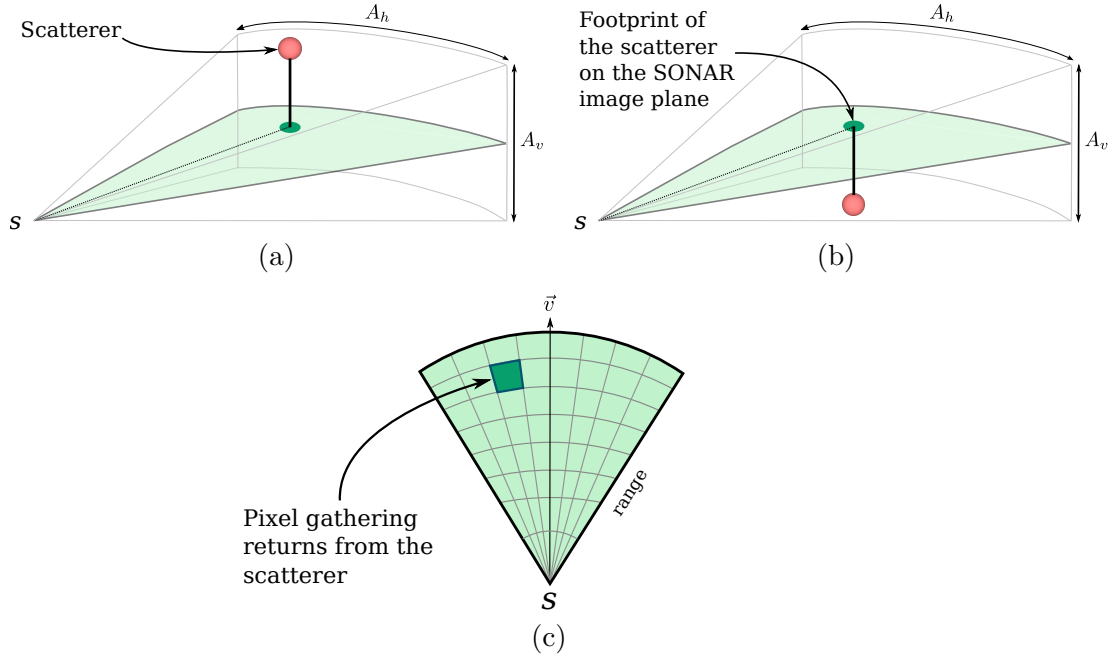 Scatterer
A_h
A_v
S
(a)
Footprint of
the scatterer
on the SONAR
image plane
A_h
A_v
S
(b)
v⃗
range
Pixel gathering
returns from the
scatterer
S
(c)